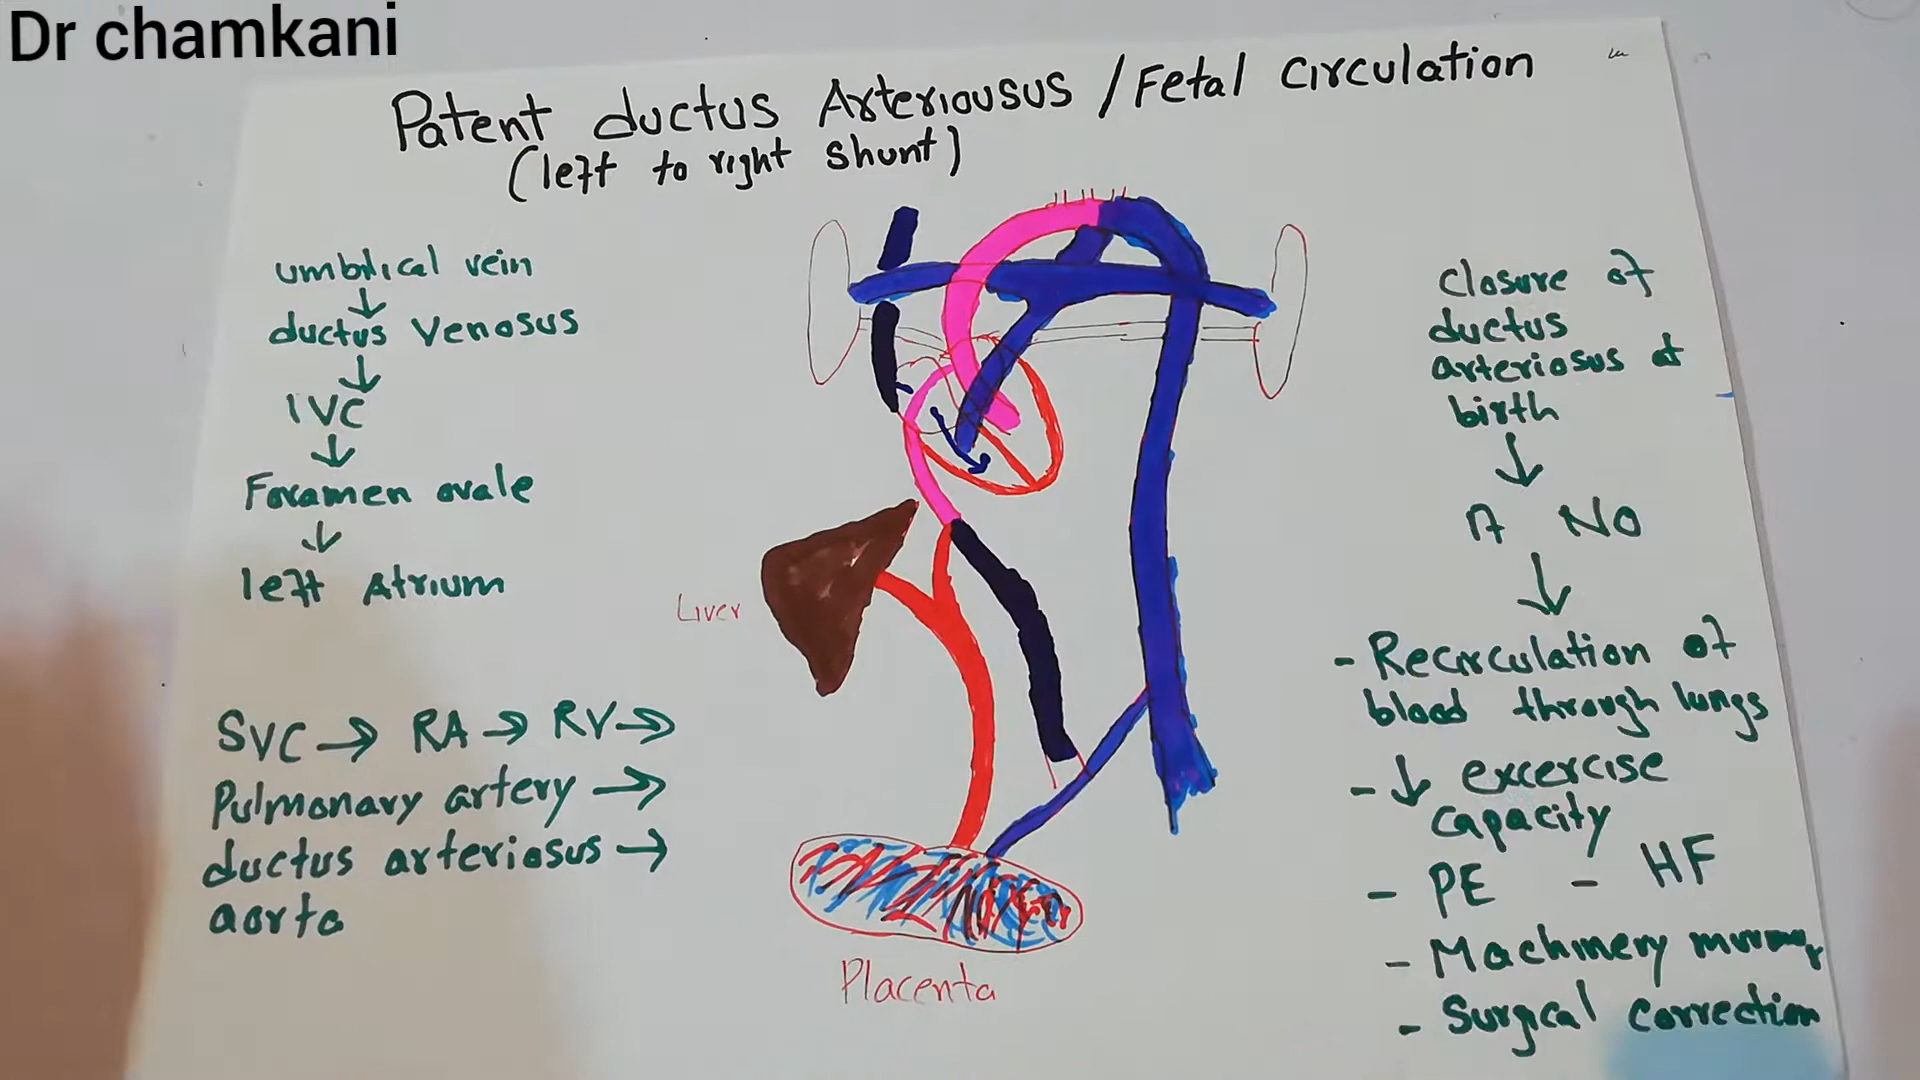 Dr chamkani
Patent ductus Arteriousus / Fetal circulation
(left to right shunt)
umbilical vein
↓
ductus venosus
↓
IVC
↓
Foramen ovale
↓
left Atrium
SVC → RA → RV →
Pulmonary artery →
ductus arteriosus →
aorta
Liver
Placenta
closure of
ductus
arteriosus at
birth
↓
If NO
↓
- Recirculation of
blood through lungs
- ↓ excercise
capacity
- PE - HF
- Machinery murmur
- Surgical correction